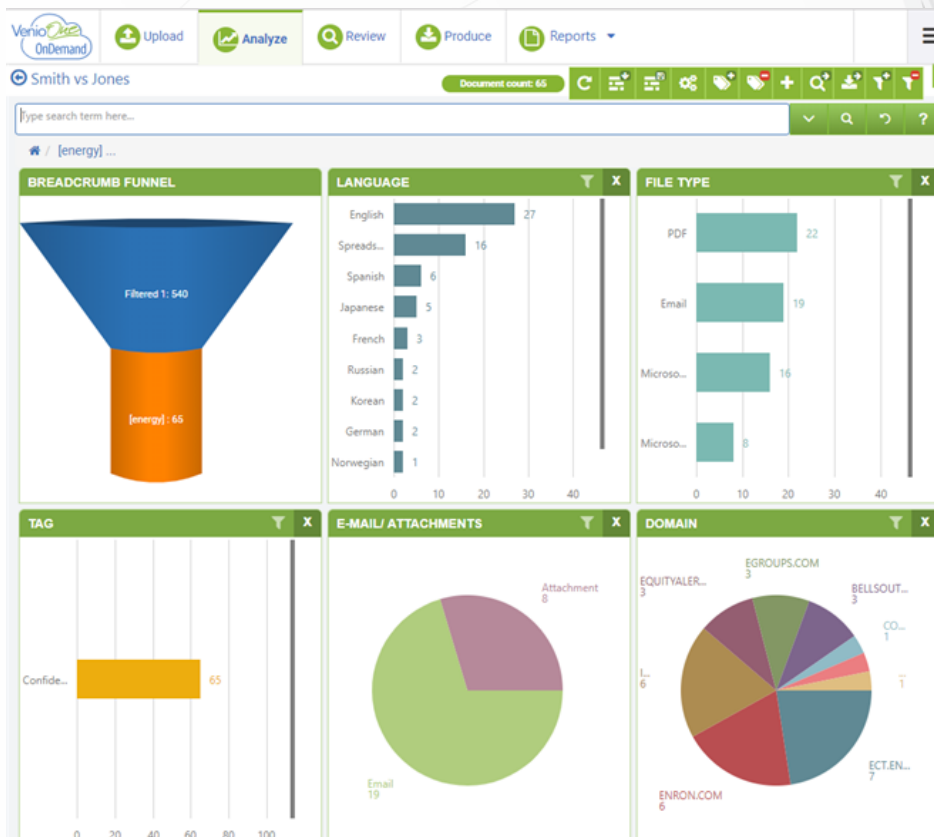 VenioOne
OnDemand
Upload
Analyze
Review
Produce
Reports
Smith vs Jones
Document count: 65
Type search term here...
?
/ [energy] ...
BREADCRUMB FUNNEL
Filtered 1: 540
[energy] : 65
LANGUAGE
X
English 27
Spreads... 16
Spanish 6
Japanese 5
French 3
Russian 2
Korean 2
German 2
Norwegian 1
0 10 20 30 40
FILE TYPE
X
PDF 22
Email 19
Microso... 16
Microso... 8
0 10 20 30 40
TAG
X
Confide... 65
0 20 40 60 80 100
E-MAIL/ ATTACHMENTS
X
Attachment
8
Email
19
DOMAIN
X
EGROUPS.COM
3
EQUITYALER...
3
BELLSOUT...
3
CO...
1
...
1
I...
6
ECT.EN...
7
ENRON.COM
6